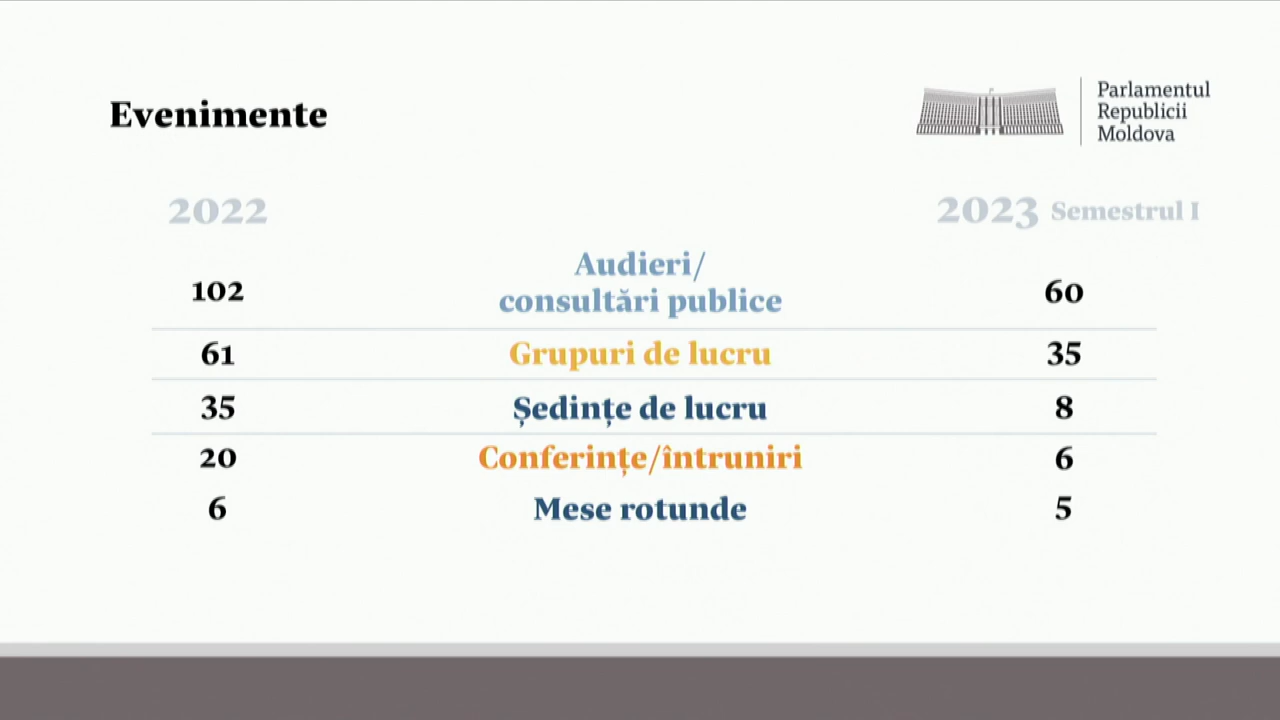 Evenimente
Parlamentul
Republicii
Moldova
2022
2023 Semestrul I
Audieri/
102 consultări publice 60
61 Grupuri de lucru 35
35 Ședințe de lucru 8
20 Conferințe/întruniri 6
6 Mese rotunde 5